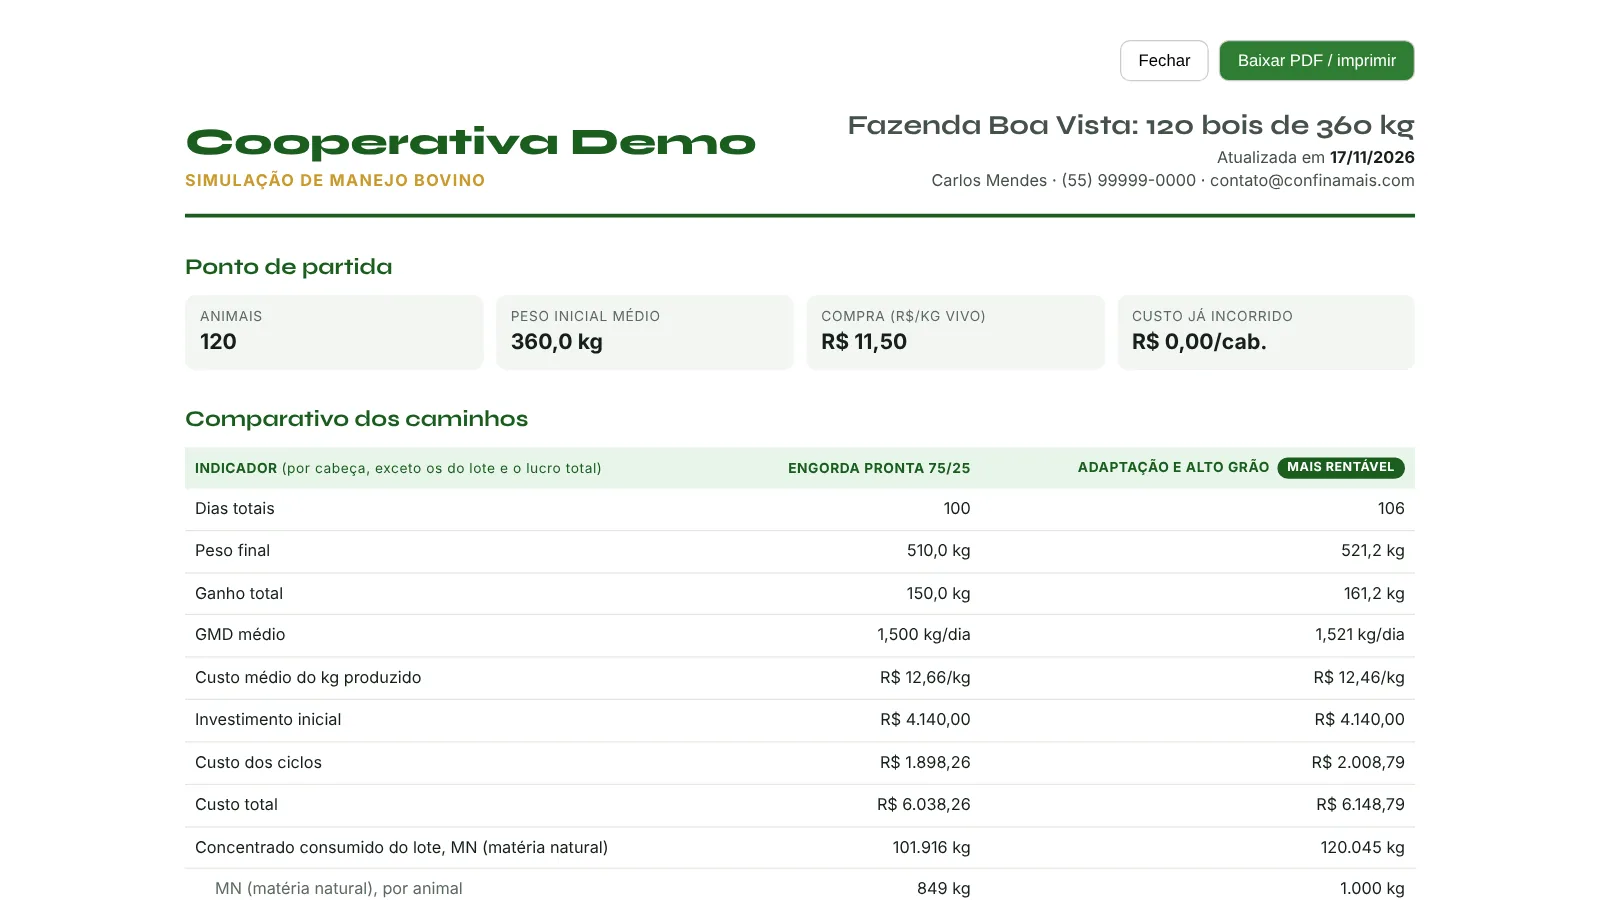 Fechar
Baixar PDF / imprimir
Cooperativa Demo
SIMULAÇÃO DE MANEJO BOVINO
Fazenda Boa Vista: 120 bois de 360 kg
Atualizada em 17/11/2026
Carlos Mendes · (55) 99999-0000 · contato@confinamais.com
Ponto de partida
ANIMAIS
120
PESO INICIAL MÉDIO
360,0 kg
COMPRA (R$/KG VIVO)
R$ 11,50
CUSTO JÁ INCORRIDO
R$ 0,00/cab.
Comparativo dos caminhos
INDICADOR (por cabeça, exceto os do lote e o lucro total) ENGORDA PRONTA 75/25 ADAPTAÇÃO E ALTO GRÃO MAIS RENTÁVEL
Dias totais 100 106
Peso final 510,0 kg 521,2 kg
Ganho total 150,0 kg 161,2 kg
GMD médio 1,500 kg/dia 1,521 kg/dia
Custo médio do kg produzido R$ 12,66/kg R$ 12,46/kg
Investimento inicial R$ 4.140,00 R$ 4.140,00
Custo dos ciclos R$ 1.898,26 R$ 2.008,79
Custo total R$ 6.038,26 R$ 6.148,79
Concentrado consumido do lote, MN (matéria natural) 101.916 kg 120.045 kg
MN (matéria natural), por animal 849 kg 1.000 kg